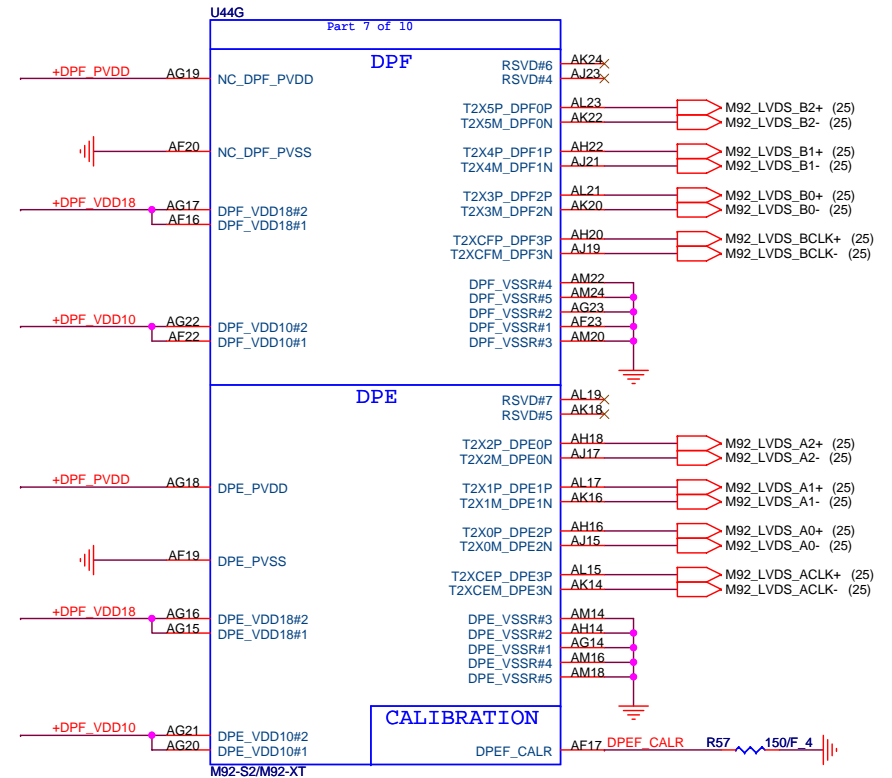 U44G
Part 7 of 10
DPF
RSVD#6 AK24
RSVD#4 AJ23
+DPF_PVDD AG19 NC_DPF_PVDD
T2X5P_DPF0P AL23 M92_LVDS_B2+ (25)
T2X5M_DPF0N AK22 M92_LVDS_B2- (25)
AF20 NC_DPF_PVSS
T2X4P_DPF1P AH22 M92_LVDS_B1+ (25)
T2X4M_DPF1N AJ21 M92_LVDS_B1- (25)
+DPF_VDD18 AG17 DPF_VDD18#2
AF16 DPF_VDD18#1
T2X3P_DPF2P AL21 M92_LVDS_B0+ (25)
T2X3M_DPF2N AK20 M92_LVDS_B0- (25)
T2XCFP_DPF3P AH20 M92_LVDS_BCLK+ (25)
T2XCFM_DPF3N AJ19 M92_LVDS_BCLK- (25)
DPF_VSSR#4 AM22
DPF_VSSR#5 AM24
DPF_VSSR#2 AG23
DPF_VSSR#1 AF23
DPF_VSSR#3 AM20
+DPF_VDD10 AG22 DPF_VDD10#2
AF22 DPF_VDD10#1
DPE
RSVD#7 AL19
RSVD#5 AK18
T2X2P_DPE0P AH18 M92_LVDS_A2+ (25)
T2X2M_DPE0N AJ17 M92_LVDS_A2- (25)
+DPF_PVDD AG18 DPE_PVDD
T2X1P_DPE1P AL17 M92_LVDS_A1+ (25)
T2X1M_DPE1N AK16 M92_LVDS_A1- (25)
AF19 DPE_PVSS
T2X0P_DPE2P AH16 M92_LVDS_A0+ (25)
T2X0M_DPE2N AJ15 M92_LVDS_A0- (25)
T2XCEP_DPE3P AL15 M92_LVDS_ACLK+ (25)
T2XCEM_DPE3N AK14 M92_LVDS_ACLK- (25)
+DPF_VDD18 AG16 DPE_VDD18#2
AG15 DPE_VDD18#1
DPE_VSSR#3 AM14
DPE_VSSR#2 AH14
DPE_VSSR#1 AG14
DPE_VSSR#4 AM16
DPE_VSSR#5 AM18
+DPF_VDD10 AG21 DPE_VDD10#2
AG20 DPE_VDD10#1
CALIBRATION
DPEF_CALR AF17 DPEF_CALR R57 150/F_4
M92-S2/M92-XT